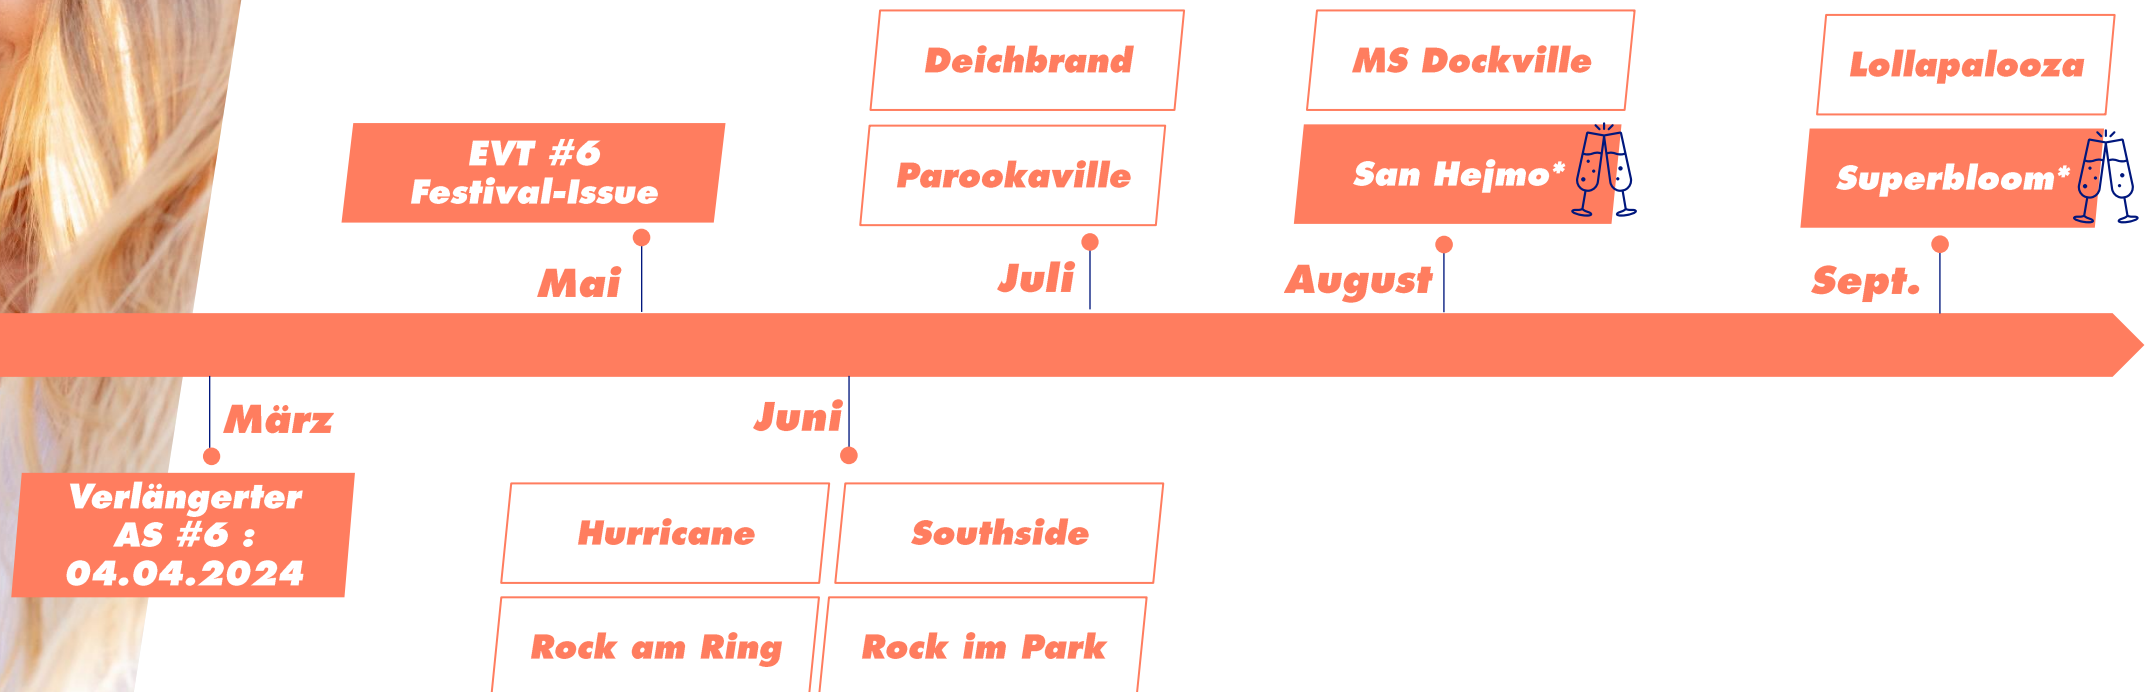 Deichbrand
MS Dockville
Lollapalooza
EVT #6
Festival-Issue
Parookaville
San Hejmo*
Superbloom*
Mai
Juli
August
Sept.
März
Juni
Verlängerter
AS #6 :
04.04.2024
Hurricane
Southside
Rock am Ring
Rock im Park